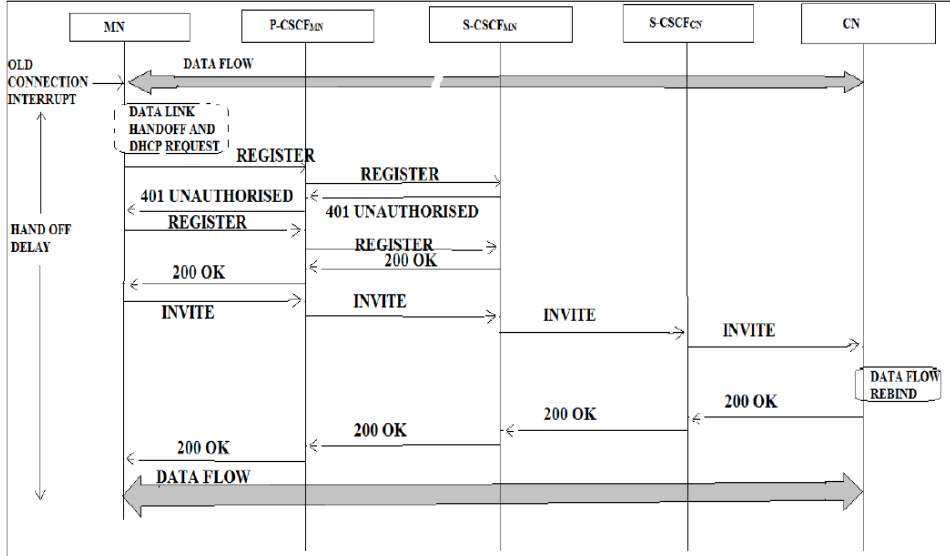 MN
P-CSCFMN
S-CSCFMN
S-CSCFCN
CN
OLD
CONNECTION
INTERRUPT
DATA FLOW
DATA LINK
HANDOFF AND
DHCP REQUEST
REGISTER
REGISTER
401 UNAUTHORISED
401 UNAUTHORISED
REGISTER
HAND OFF
DELAY
REGISTER
200 OK
200 OK
INVITE
INVITE
INVITE
INVITE
DATA FLOW
REBIND
200 OK
200 OK
200 OK
200 OK
DATA FLOW